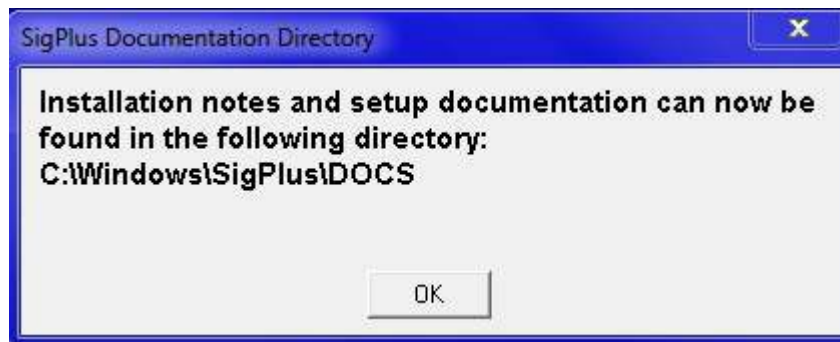 SigPlus Documentation Directory
X
Installation notes and setup documentation can now be
found in the following directory:
C:\Windows\SigPlus\DOCS
OK